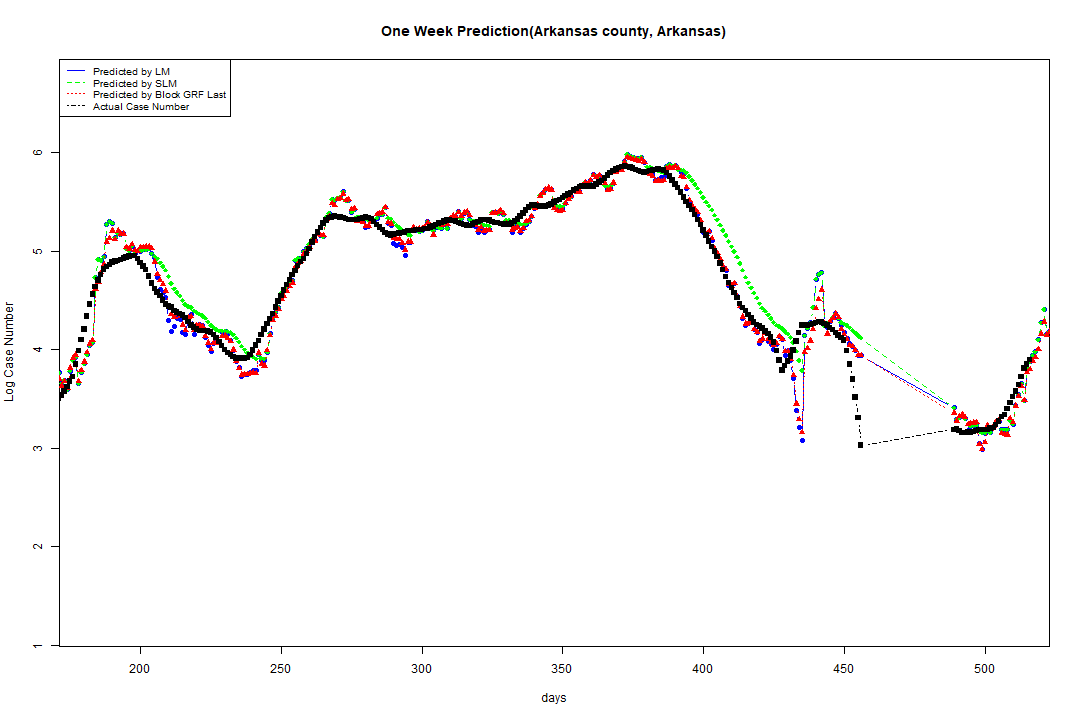 One Week Prediction(Arkansas county, Arkansas)
Predicted by LM
Predicted by SLM
Predicted by Block GRF Last
Actual Case Number
6
5
4
3
2
1
Log Case Number
200 250 300 350 400 450 500
days